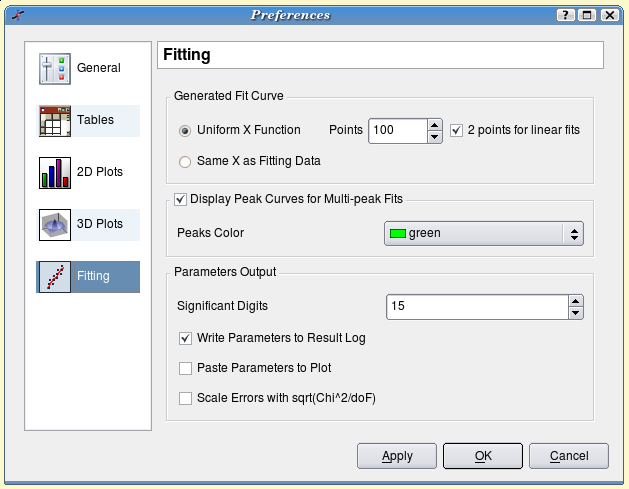 Preferences
General
Tables
2D Plots
3D Plots
Fitting
Fitting
Generated Fit Curve
Uniform X Function Points 100 2 points for linear fits
Same X as Fitting Data
Display Peak Curves for Multi-peak Fits
Peaks Color green
Parameters Output
Significant Digits 15
Write Parameters to Result Log
Paste Parameters to Plot
Scale Errors with sqrt(Chi^2/doF)
Apply OK Cancel